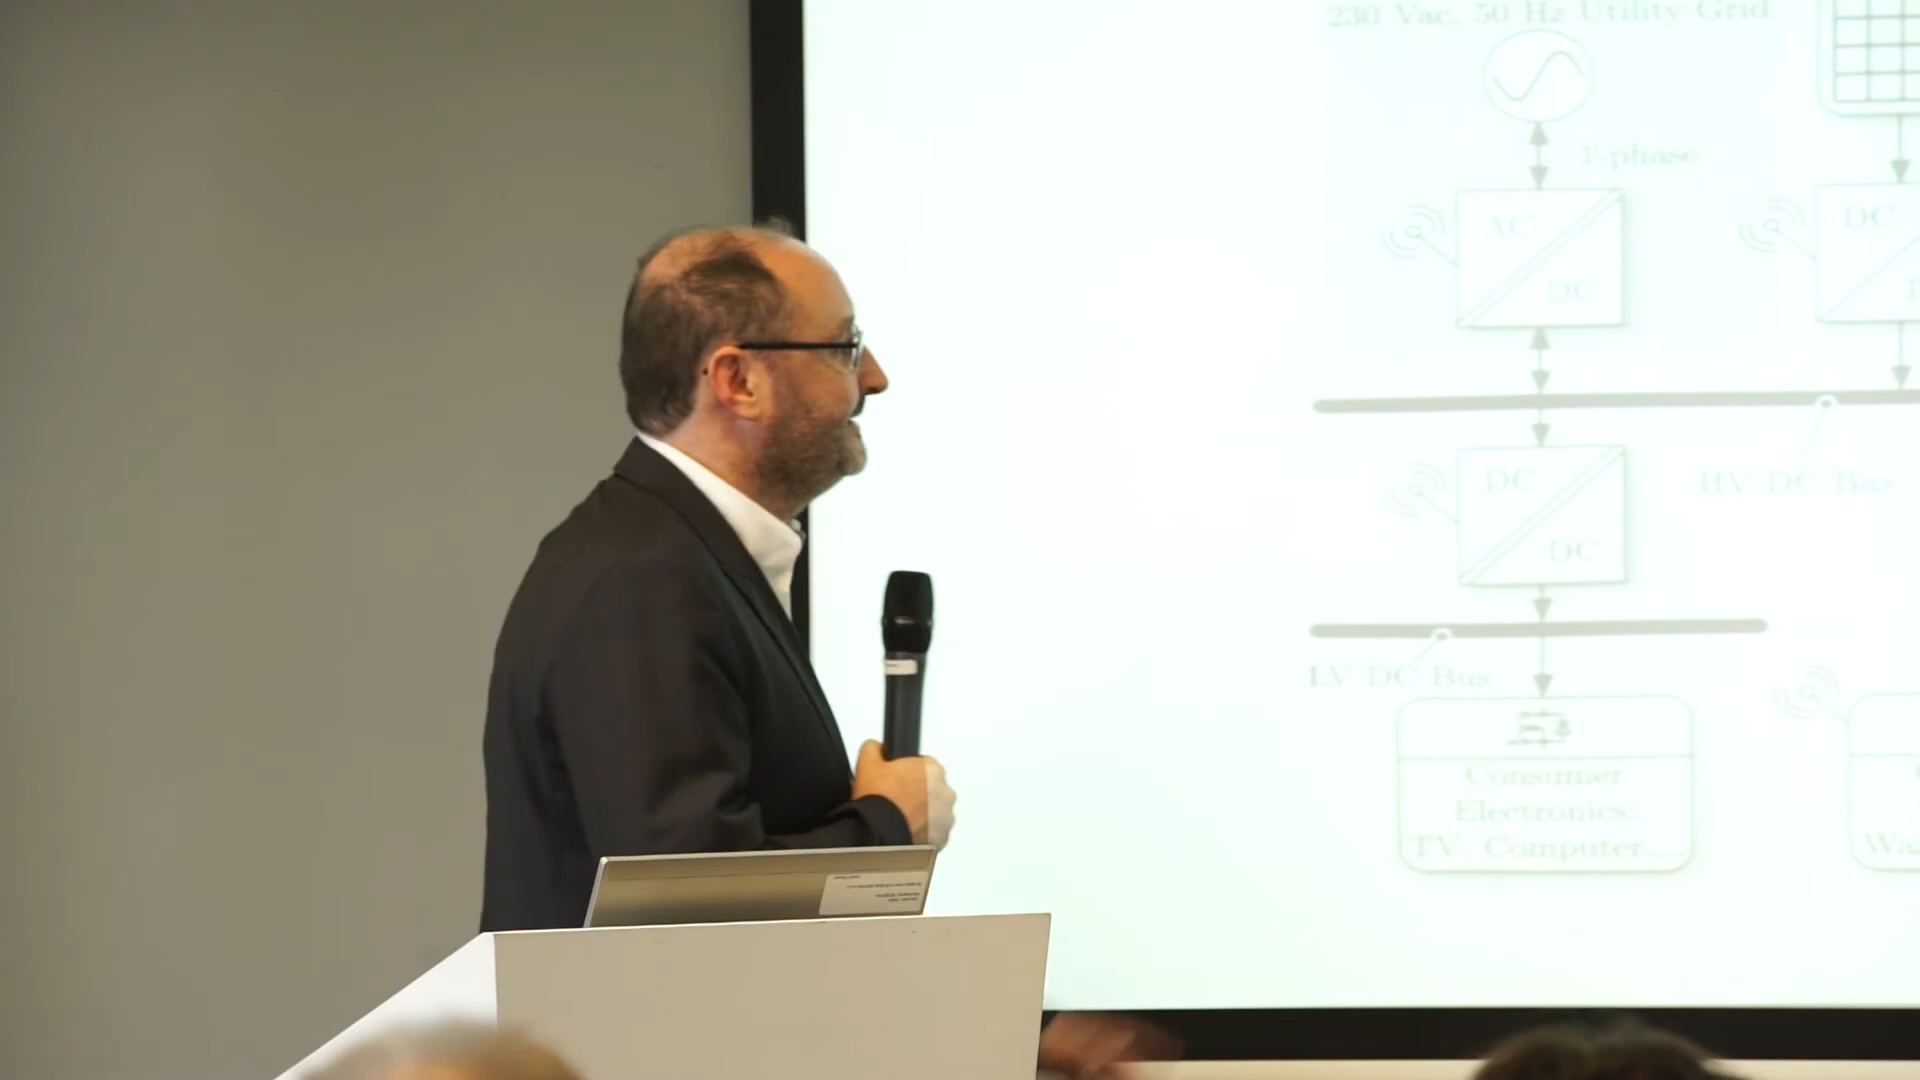 230 Vac, 50 Hz Utility Grid
1-phase
AC
DC
DC
HV DC Bus
DC
DC
LV DC Bus
Consumer
Electronics:
TV, Computer,...